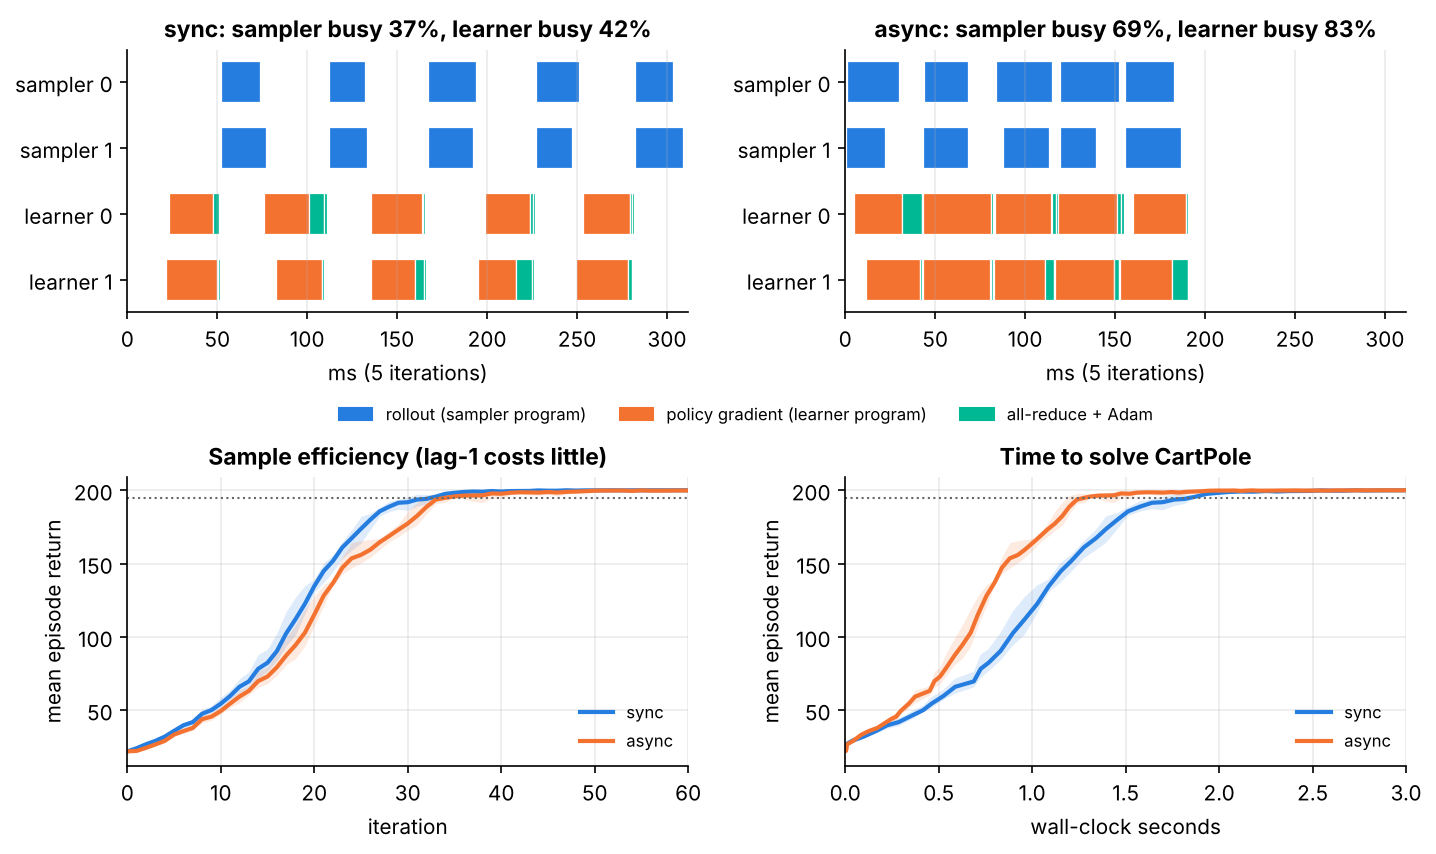 sync: sampler busy 37%, learner busy 42%
sampler 0
sampler 1
learner 0
learner 1
0 50 100 150 200 250 300
ms (5 iterations)
async: sampler busy 69%, learner busy 83%
sampler 0
sampler 1
learner 0
learner 1
0 50 100 150 200 250 300
ms (5 iterations)
rollout (sampler program) policy gradient (learner program) all-reduce + Adam
Sample efficiency (lag-1 costs little)
mean episode return
200
150
100
50
sync
async
0 10 20 30 40 50 60
iteration
Time to solve CartPole
mean episode return
200
150
100
50
sync
async
0.0 0.5 1.0 1.5 2.0 2.5 3.0
wall-clock seconds